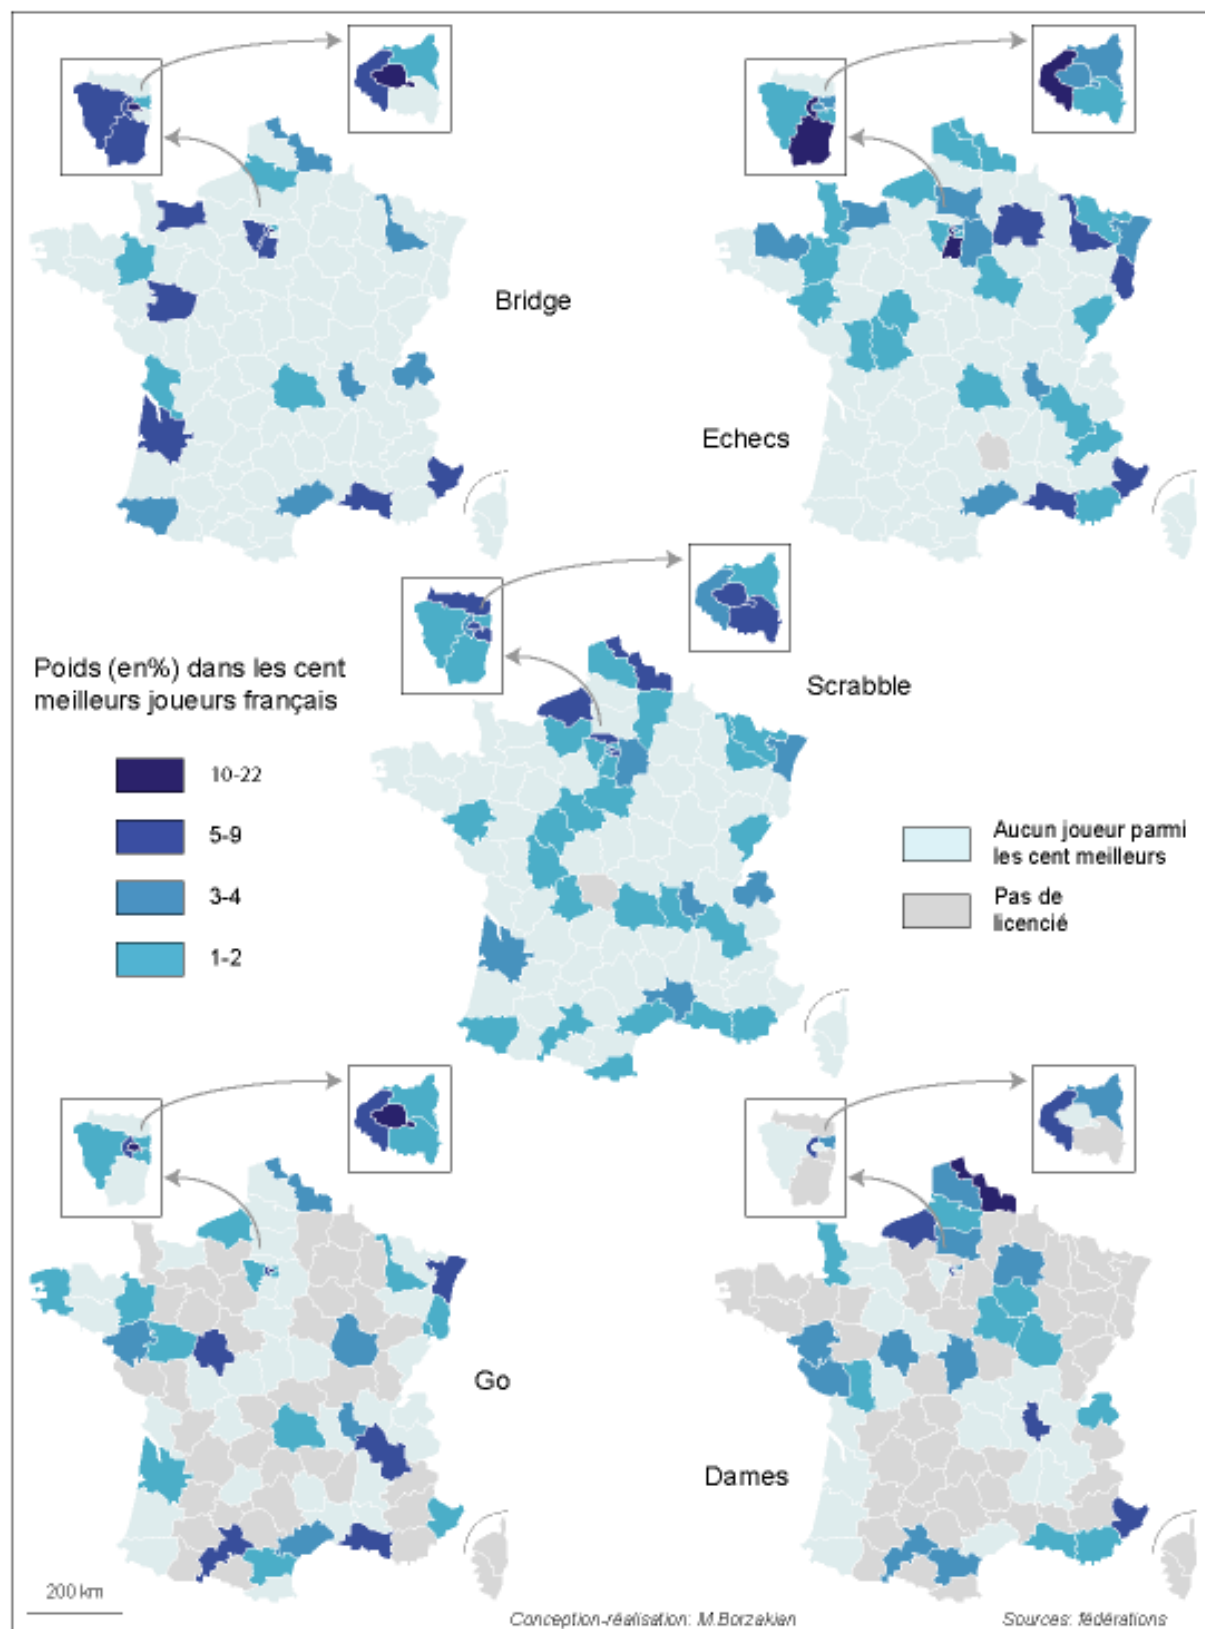 Bridge
Echecs
Poids (en%) dans les cent
meilleurs joueurs français
Scrabble
10-22
5-9
3-4
1-2
Aucun joueur parmi
les cent meilleurs
Pas de
licencié
Go
Dames
200 km
Conception-réalisation: M.Borzakian
Sources: fédérations